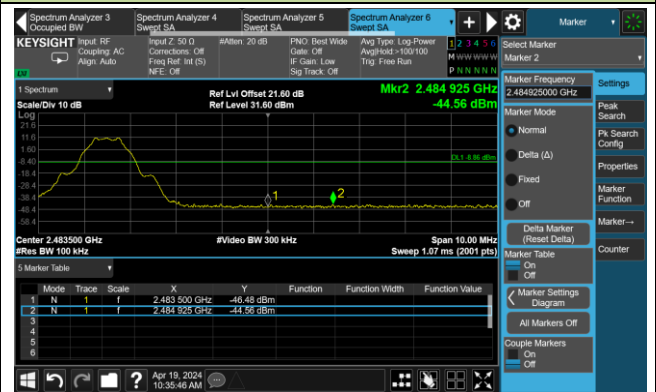 Spectrum Analyzer 3
Occupied BW
Spectrum Analyzer 4
Swept SA
Spectrum Analyzer 5
Swept SA
Spectrum Analyzer 6
Swept SA
Marker
KEYSIGHT
Input: RF
Coupling: AC
Align: Auto
Input Z: 50 Ω
Corrections: Off
Freq Ref: Int (S)
NFE: Off
#Atten: 20 dB
PNO: Best Wide
Gate: Off
IF Gain: Low
Sig Track: Off
Avg Type: Log-Power
Avg|Hold:>100/100
Trig: Free Run
1 2 3 4 5 6
M W W W W W
P N N N N N
LW
1 Spectrum
Scale/Div 10 dB
Ref Lvl Offset 21.60 dB
Ref Level 31.60 dBm
Mkr2 2.484 925 GHz
-44.56 dBm
Log
21.6
11.6
1.60
-8.40
-18.4
-28.4
-38.4
-48.4
-58.4
DL1 -8.86 dBm
1
2
Center 2.483500 GHz
#Res BW 100 kHz
#Video BW 300 kHz
Span 10.00 MHz
Sweep 1.07 ms (2001 pts)
5 Marker Table
Mode Trace Scale X Y Function Function Width Function Value
1 N 1 f 2.483 500 GHz -46.48 dBm
2 N 1 f 2.484 925 GHz -44.56 dBm
3
4
5
6
Apr 19, 2024
10:35:46 AM
Select Marker
Marker 2
Marker Frequency
2.484925000 GHz
Marker Mode
Normal
Delta (Δ)
Fixed
Off
Delta Marker
(Reset Delta)
Marker Table
On
Off
Marker Settings
Diagram
All Markers Off
Couple Markers
On
Off
Settings
Peak
Search
Pk Search
Config
Properties
Marker
Function
Marker→
Counter